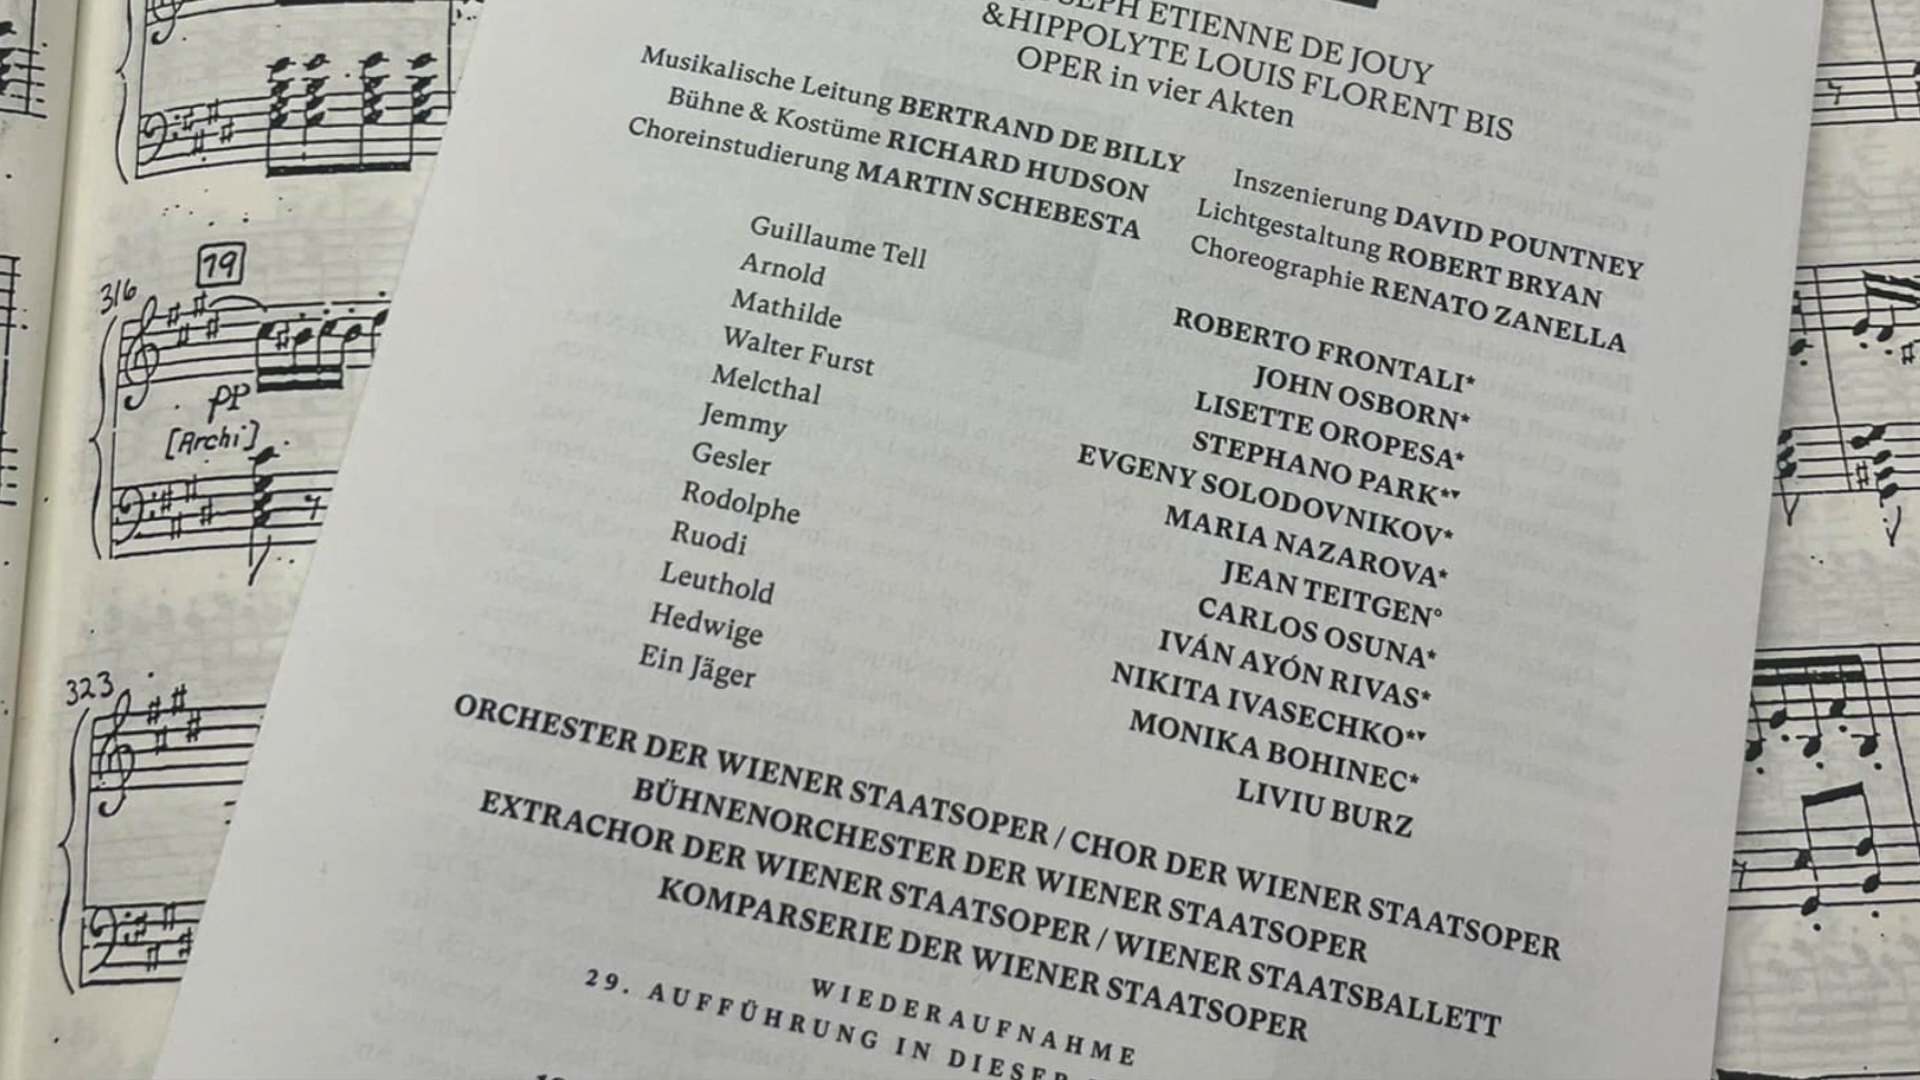 ETIENNE DE JOUY
&HIPPOLYTE LOUIS FLORENT BIS
OPER in vier Akten
Musikalische Leitung BERTRAND DE BILLY
Inszenierung DAVID POUNTNEY
Bühne & Kostüme RICHARD HUDSON
Lichtgestaltung ROBERT BRYAN
Choreinstudierung MARTIN SCHEBESTA
Choreographie RENATO ZANELLA
Guillaume Tell ROBERTO FRONTALI*
Arnold JOHN OSBORN*
Mathilde LISETTE OROPESA*
Walter Furst STEPHANO PARK*▾
Melcthal EVGENY SOLODOVNIKOV*
Jemmy MARIA NAZAROVA*
Gesler JEAN TEITGEN°
Rodolphe CARLOS OSUNA*
Ruodi IVÁN AYÓN RIVAS*
Leuthold NIKITA IVASECHKO*▾
Hedwige MONIKA BOHINEC*
Ein Jäger LIVIU BURZ
ORCHESTER DER WIENER STAATSOPER / CHOR DER WIENER STAATSOPER
BÜHNENORCHESTER DER WIENER STAATSOPER
EXTRACHOR DER WIENER STAATSOPER / WIENER STAATSBALLETT
KOMPARSERIE DER WIENER STAATSOPER
WIEDERAUFNAHME
29. AUFFÜHRUNG IN DIESER
19
316
pp
[Archi]
323